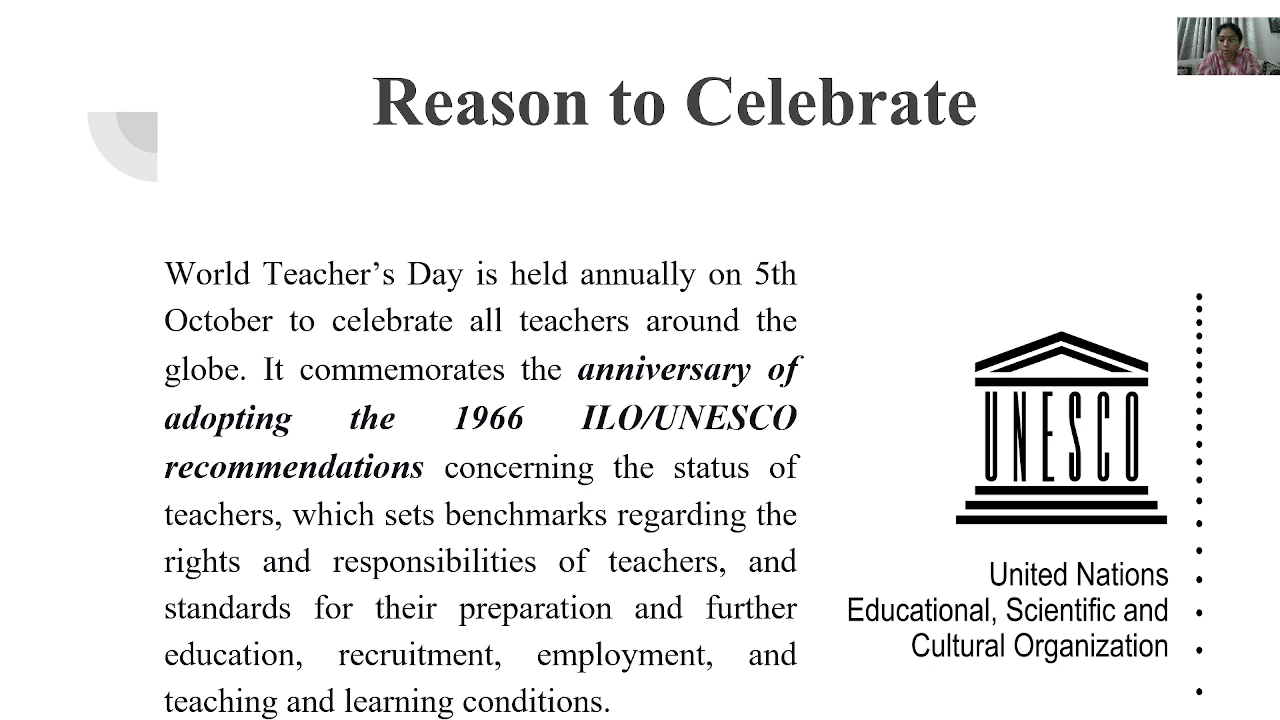 Reason to Celebrate
World Teacher’s Day is held annually on 5th
October to celebrate all teachers around the
globe. It commemorates the anniversary of
adopting the 1966 ILO/UNESCO
recommendations concerning the status of
teachers, which sets benchmarks regarding the
rights and responsibilities of teachers, and
standards for their preparation and further
education, recruitment, employment, and
teaching and learning conditions.
UNESCO
United Nations
Educational, Scientific and
Cultural Organization